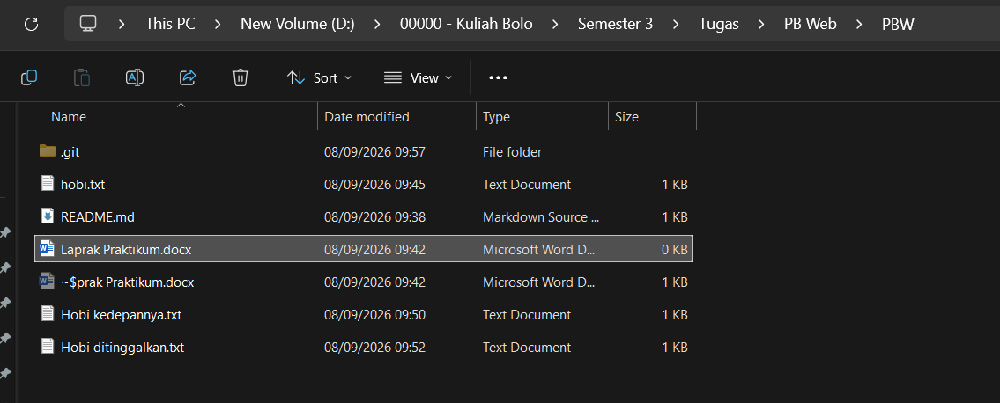 This PC > New Volume (D:) > 00000 - Kuliah Bolo > Semester 3 > Tugas > PB Web > PBW
Sort View
Name Date modified Type Size
.git 08/09/2026 09:57 File folder
hobi.txt 08/09/2026 09:45 Text Document 1 KB
README.md 08/09/2026 09:38 Markdown Source ... 1 KB
Laprak Praktikum.docx 08/09/2026 09:42 Microsoft Word D... 0 KB
~$prak Praktikum.docx 08/09/2026 09:42 Microsoft Word D... 1 KB
Hobi kedepannya.txt 08/09/2026 09:50 Text Document 1 KB
Hobi ditinggalkan.txt 08/09/2026 09:52 Text Document 1 KB